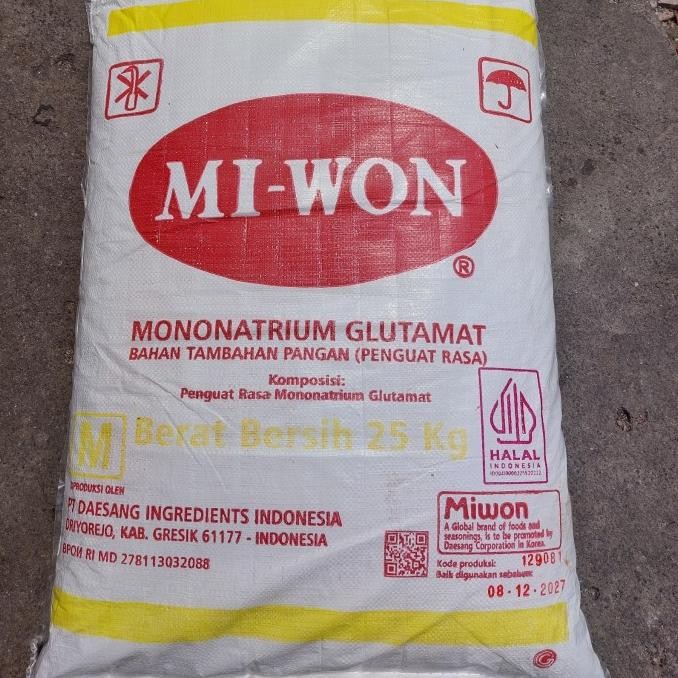 MI-WON
®
MONONATRIUM GLUTAMAT
BAHAN TAMBAHAN PANGAN (PENGUAT RASA)
Komposisi:
Penguat Rasa Mononatrium Glutamat
M
Berat Bersih 25 Kg
HALAL
INDONESIA
PT DAESANG INGREDIENTS INDONESIA
DRIYOREJO, KAB. GRESIK 61177 - INDONESIA
BPOM RI MD 278113032088
Miwon
A Global brand of foods and
seasonings, is to be promoted by
Daesang Corporation in Korea.
Kode produksi: 129081
Baik digunakan sebelum:
08-12-2027